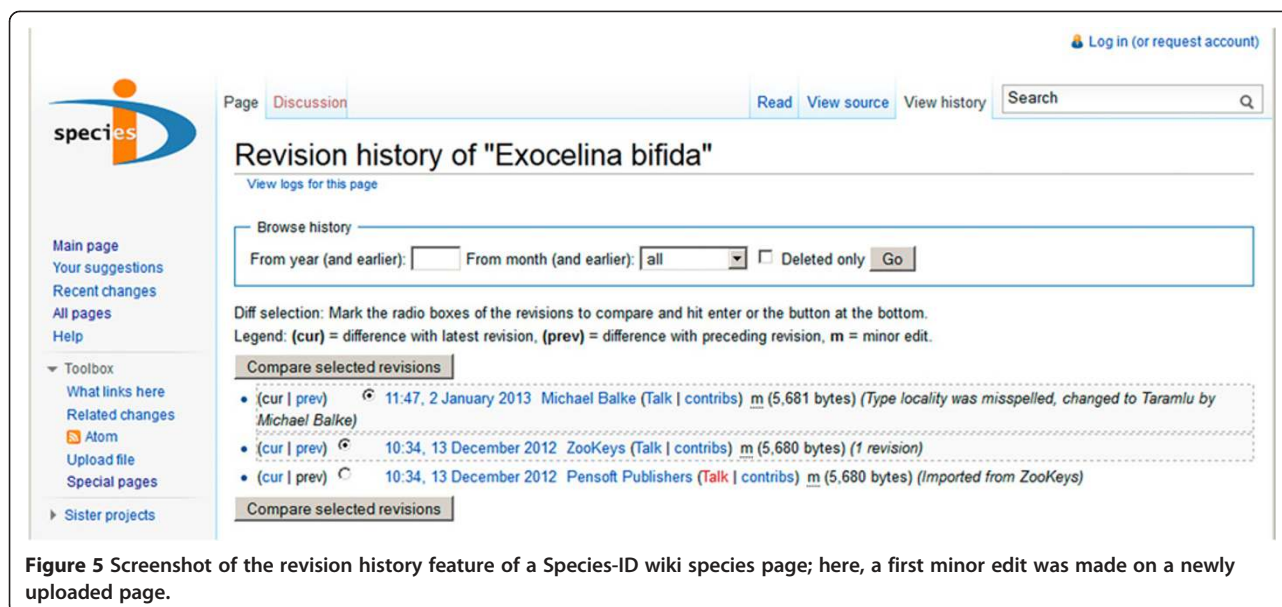 Log in (or request account)
species
Page Discussion Read View source View history Search
Revision history of "Exocelina bifida"
View logs for this page
Browse history
From year (and earlier): From month (and earlier): all Deleted only Go
Main page
Your suggestions
Recent changes
All pages
Help
Toolbox
What links here
Related changes
Atom
Upload file
Special pages
Sister projects
Diff selection: Mark the radio boxes of the revisions to compare and hit enter or the button at the bottom.
Legend: (cur) = difference with latest revision, (prev) = difference with preceding revision, m = minor edit.
Compare selected revisions
(cur | prev) 11:47, 2 January 2013 Michael Balke (Talk | contribs) m (5,681 bytes) (Type locality was misspelled, changed to Taramlu by
Michael Balke)
(cur | prev) 10:34, 13 December 2012 ZooKeys (Talk | contribs) m (5,680 bytes) (1 revision)
(cur | prev) 10:34, 13 December 2012 Pensoft Publishers (Talk | contribs) m (5,680 bytes) (Imported from ZooKeys)
Compare selected revisions
Figure 5 Screenshot of the revision history feature of a Species-ID wiki species page; here, a first minor edit was made on a newly
uploaded page.